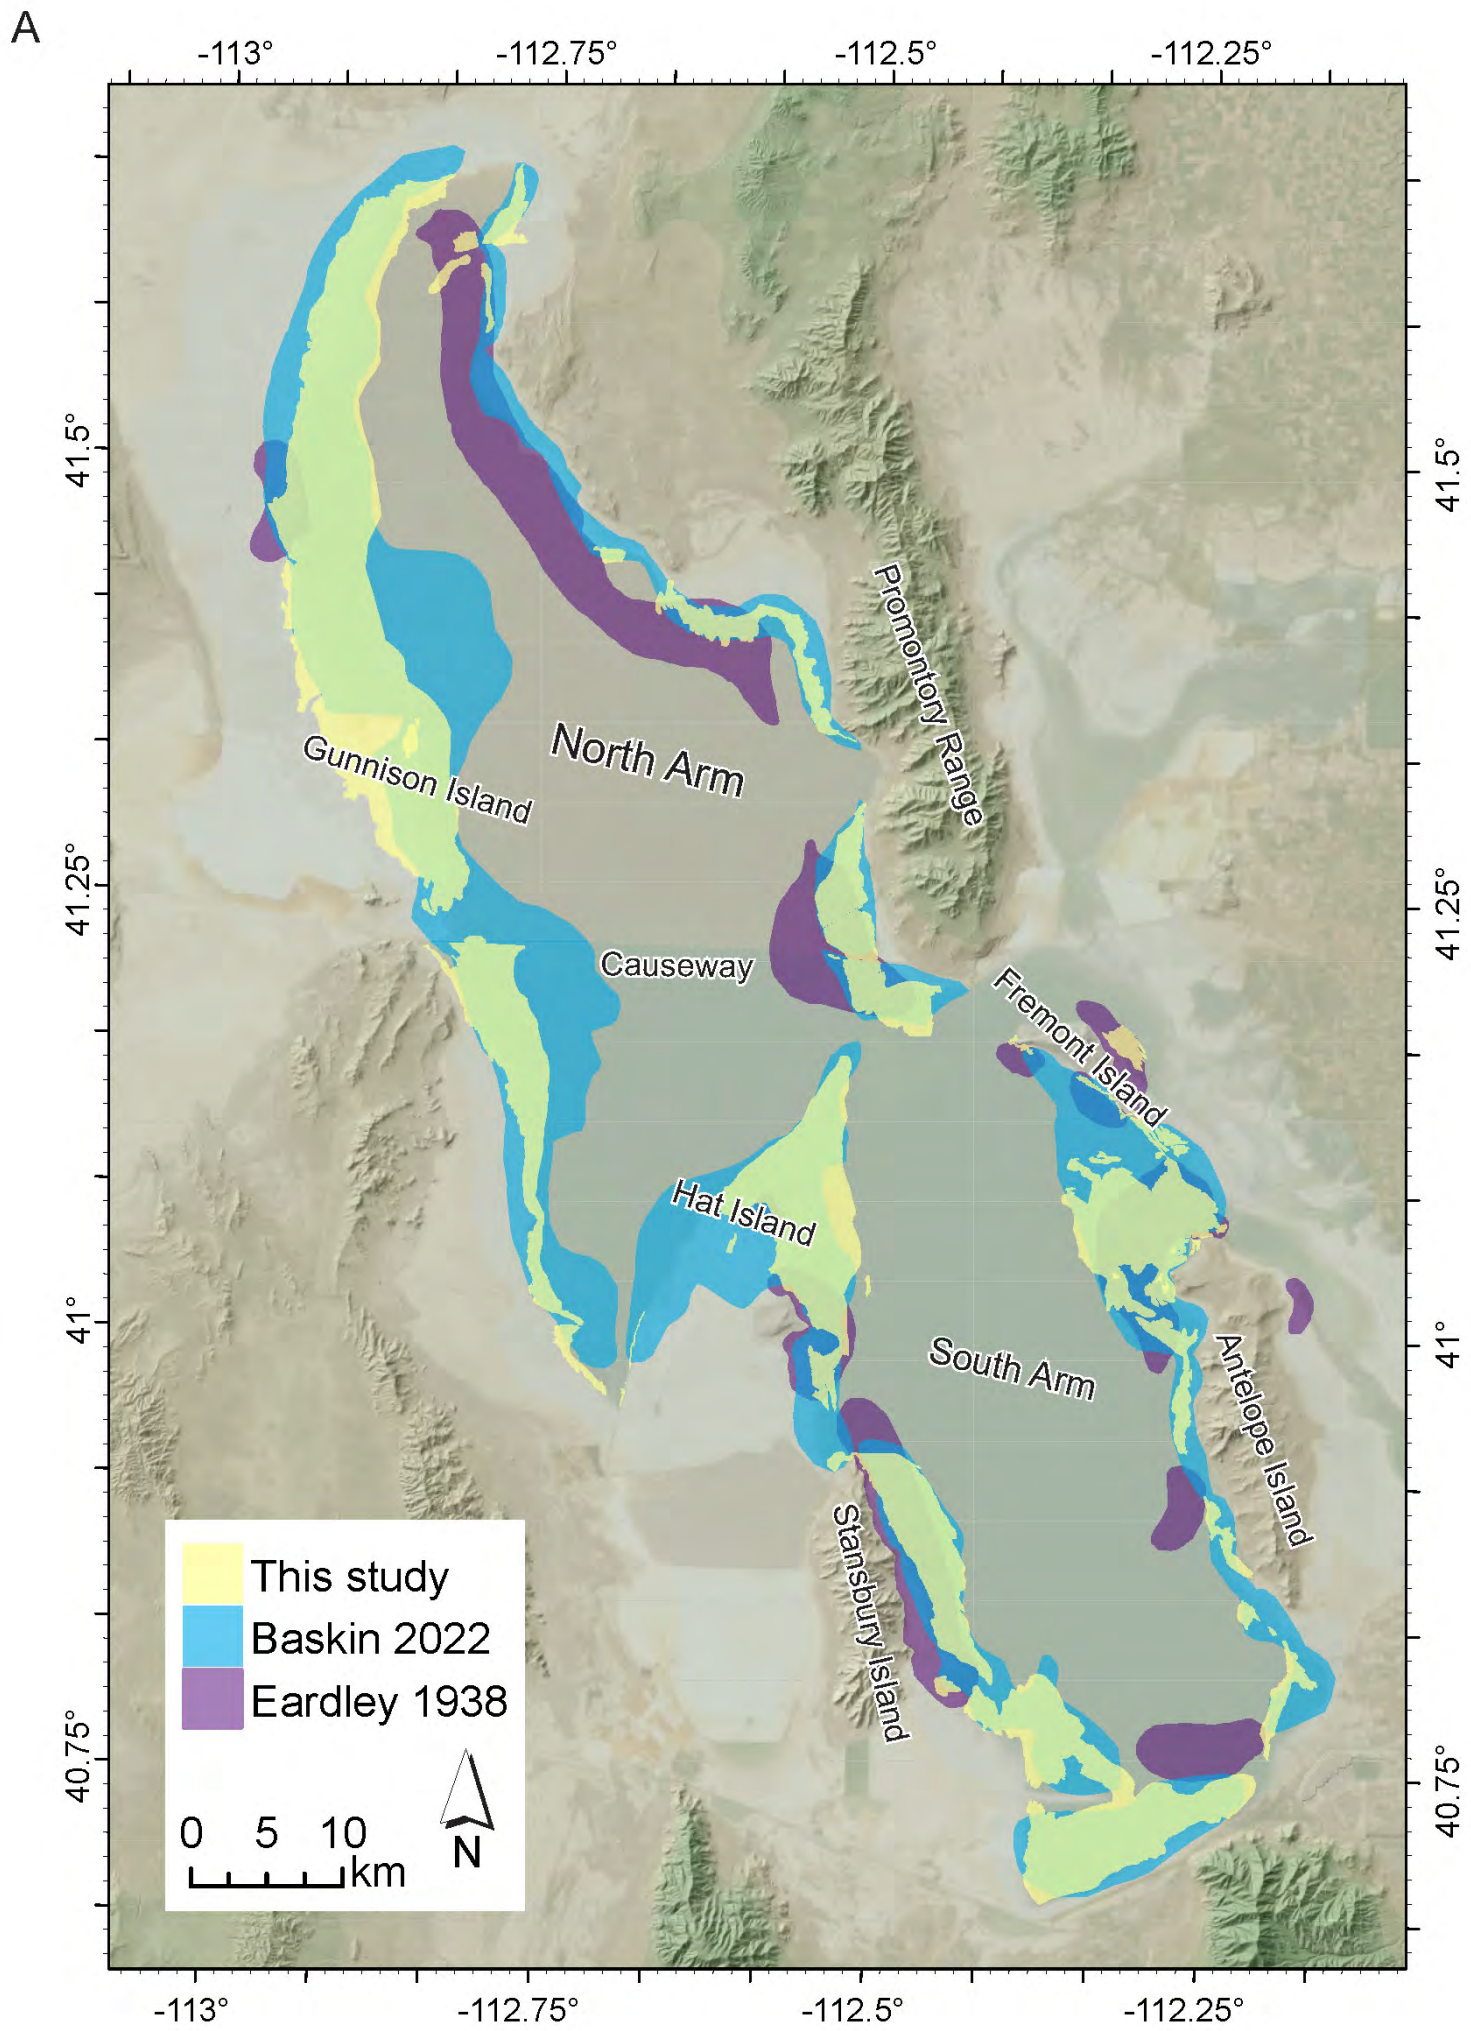 A
-113°
-112.75°
-112.5°
-112.25°
41.5°
41.5°
Promontory Range
North Arm
Gunnison Island
41.25°
41.25°
Causeway
Fremont Island
Hat Island
41°
41°
South Arm
Antelope Island
Stansbury Island
This study
Baskin 2022
Eardley 1938
40.75°
40.75°
0 5 10
km
N
-113°
-112.75°
-112.5°
-112.25°